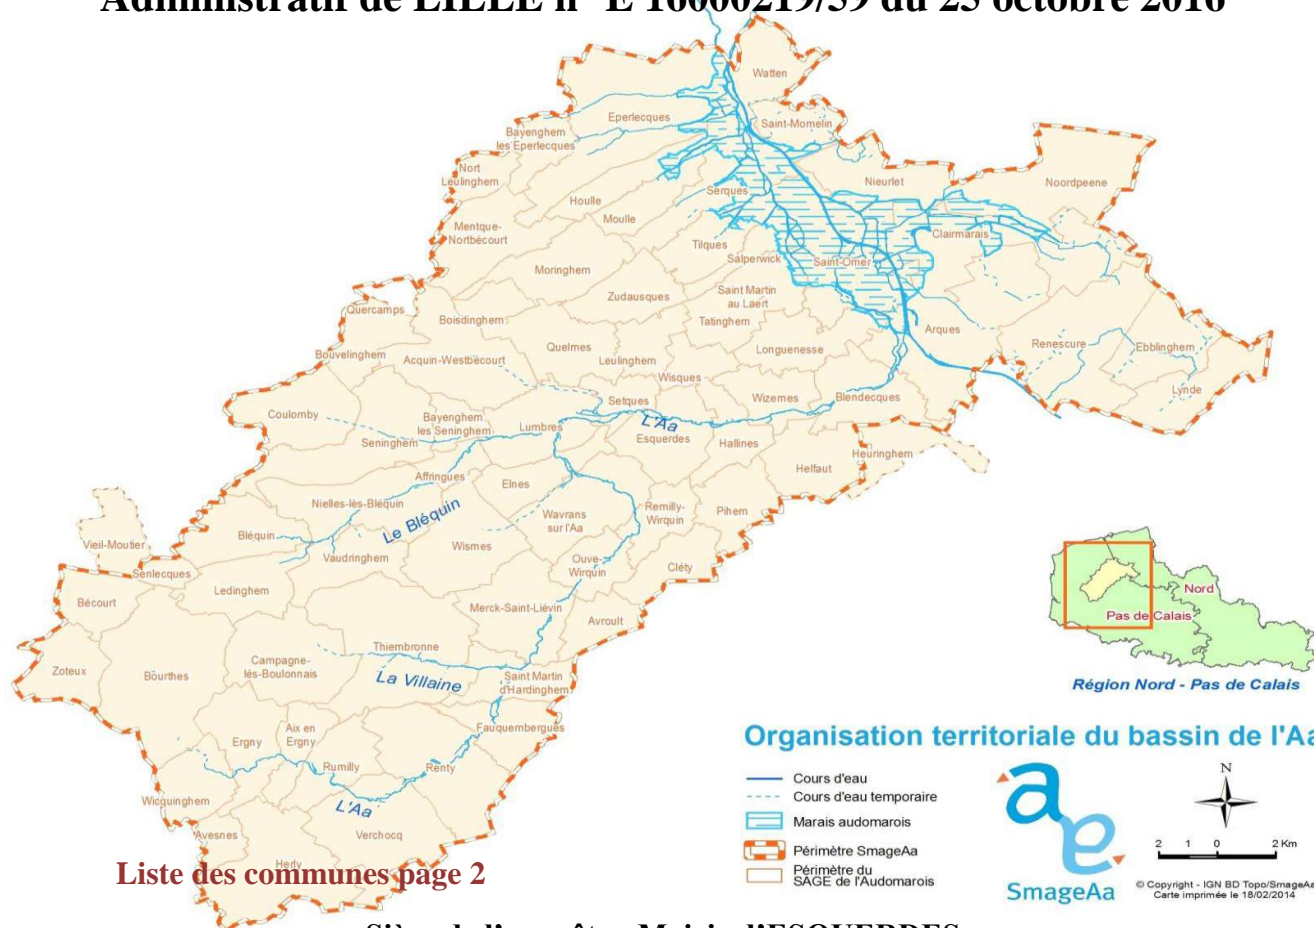 Administratif de LILLE n° E 16000219/59 du 25 octobre 2016
Watten
Eperlecques
Saint-Momelin
Bayenghem
les Eperlecques
Nort
Leulinghem
Nieurlet
Noordpeene
Serques
Houlle
Moulle
Mentque-
Nortbécourt
Clairmarais
Tilques
Salperwick
Saint-Omer
Moringhem
Zudausques
Saint Martin
au Laert
Quercamps
Boisdinghem
Tatinghem
Arques
Renescure
Ebblinghem
Bouvelinghem
Acquin-Westbécourt
Quelmes
Leulinghem
Longuenesse
Wisques
Lynde
Setques
Wizernes
Blendecques
Coulomby
Bayenghem
les Seninghem
Lumbres
L'Aa
Seninghem
Esquerdes
Hallines
Heuringhem
Helfaut
Affringues
Elnes
Nielles-lès-Bléquin
Le Bléquin
Remilly-
Wirquin
Pihem
Wavrans
sur l'Aa
Bléquin
Vieil-Moutier
Vaudringhem
Wismes
Ouve-
Wirquin
Cléty
Senlecques
Ledinghem
Bécourt
Merck-Saint-Liévin
Avroult
Thiembronne
Zoteux
Bourthes
Campagne-
lès-Boulonnais
La Villaine
Saint Martin
d'Hardinghem
Fauquembergues
Aix en
Ergny
Ergny
Rumilly
Renty
Wicquinghem
L'Aa
Avesnes
Verchocq
Herly
Liste des communes page 2
Nord
Pas de Calais
Région Nord - Pas de Calais
Organisation territoriale du bassin de l'Aa
Cours d'eau
Cours d'eau temporaire
Marais audomarois
Périmètre SmageAa
Périmètre du
SAGE de l'Audomarois
ae
SmageAa
N
2 1 0 2 Km
© Copyright - IGN BD Topo/SmageAa
Carte imprimée le 18/02/2014
Siège de l'enquête : Mairie d'ESQUERDES